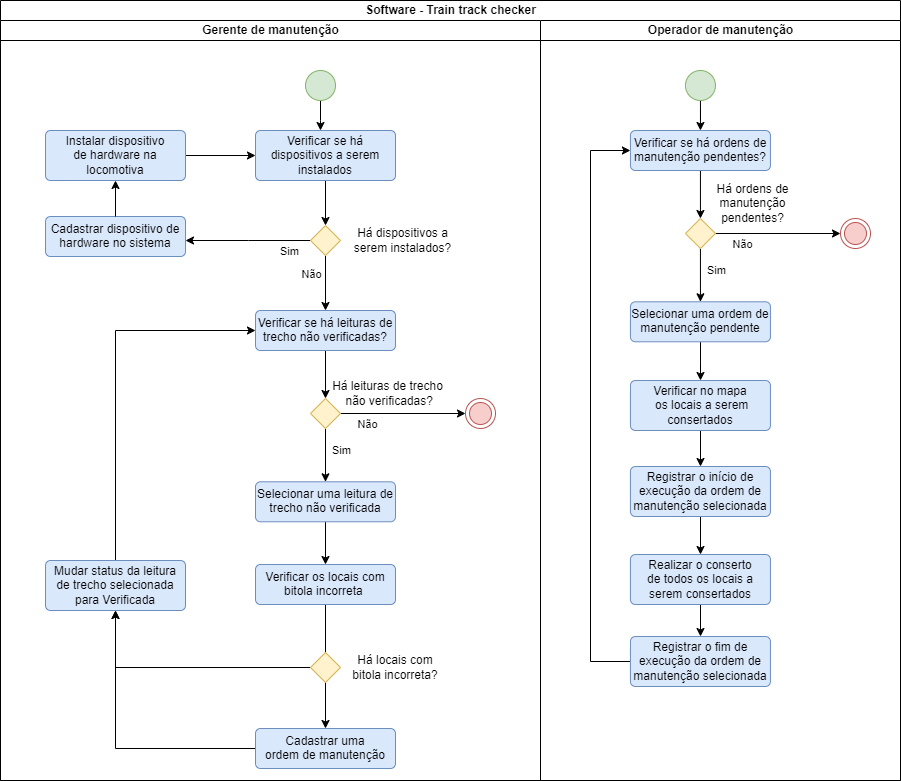 Software - Train track checker
Gerente de manutenção
Operador de manutenção
Instalar dispositivo
de hardware na
locomotiva
Verificar se há
dispositivos a serem
instalados
Cadastrar dispositivo de
hardware no sistema
Há dispositivos a
serem instalados?
Sim
Não
Verificar se há leituras de
trecho não verificadas?
Há leituras de trecho
não verificadas?
Não
Sim
Selecionar uma leitura de
trecho não verificada
Verificar os locais com
bitola incorreta
Mudar status da leitura
de trecho selecionada
para Verificada
Há locais com
bitola incorreta?
Cadastrar uma
ordem de manutenção
Verificar se há ordens de
manutenção pendentes?
Há ordens de
manutenção
pendentes?
Não
Sim
Selecionar uma ordem de
manutenção pendente
Verificar no mapa
os locais a serem
consertados
Registrar o início de
execução da ordem de
manutenção selecionada
Realizar o conserto
de todos os locais a
serem consertados
Registrar o fim de
execução da ordem de
manutenção selecionada